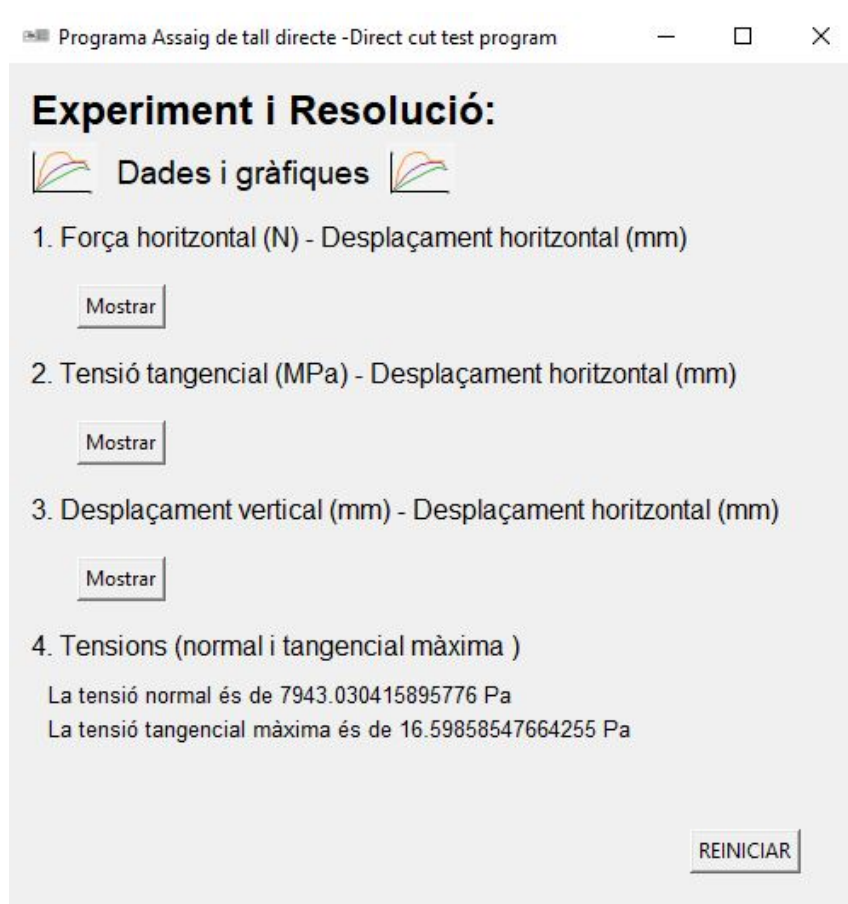 Programa Assaig de tall directe -Direct cut test program
Experiment i Resolució:
Dades i gràfiques
1. Força horitzontal (N) - Desplaçament horitzontal (mm)
Mostrar
2. Tensió tangencial (MPa) - Desplaçament horitzontal (mm)
Mostrar
3. Desplaçament vertical (mm) - Desplaçament horitzontal (mm)
Mostrar
4. Tensions (normal i tangencial màxima )
La tensió normal és de 7943.030415895776 Pa
La tensió tangencial màxima és de 16.59858547664255 Pa
REINICIAR